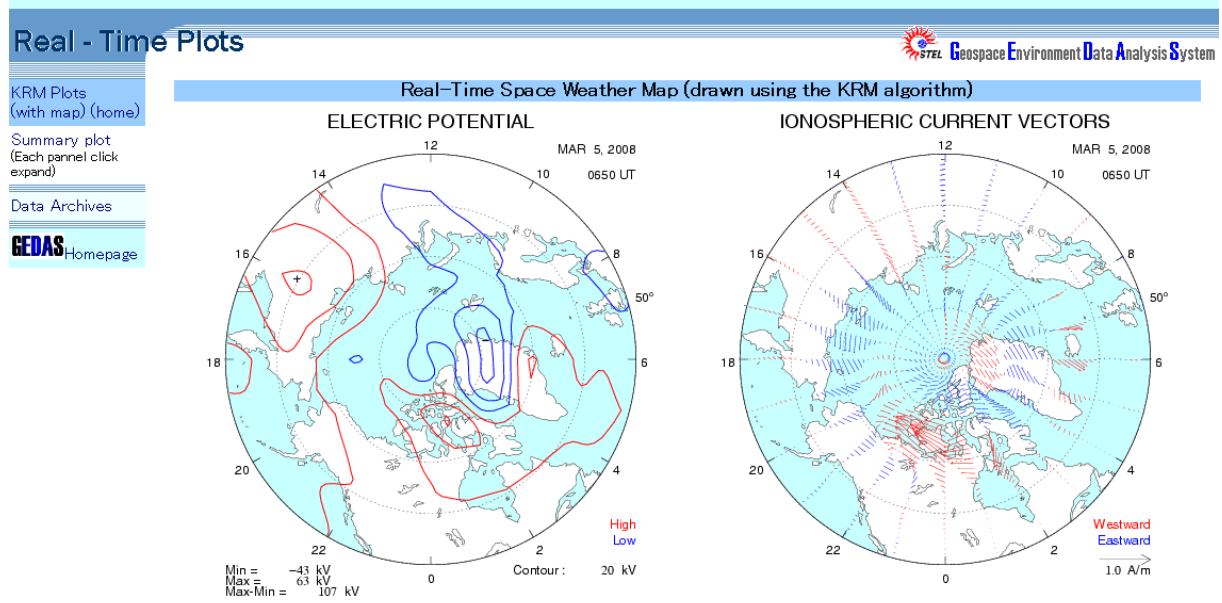 Real - Time Plots
STEL Geospace Environment Data Analysis System
KRM Plots
(with map) (home)
Summary plot
(Each pannel click
expand)
Data Archives
GEDAS Homepage
Real-Time Space Weather Map (drawn using the KRM algorithm)
ELECTRIC POTENTIAL
MAR 5, 2008
0650 UT
12
14
10
16
8
50°
18
6
20
4
22
2
0
+
-
High
Low
Min = -43 kV
Max = 63 kV
Max-Min = 107 kV
Contour : 20 kV
IONOSPHERIC CURRENT VECTORS
MAR 5, 2008
0650 UT
12
14
10
16
8
50°
18
6
20
4
22
2
0
Westward
Eastward
1.0 A/m